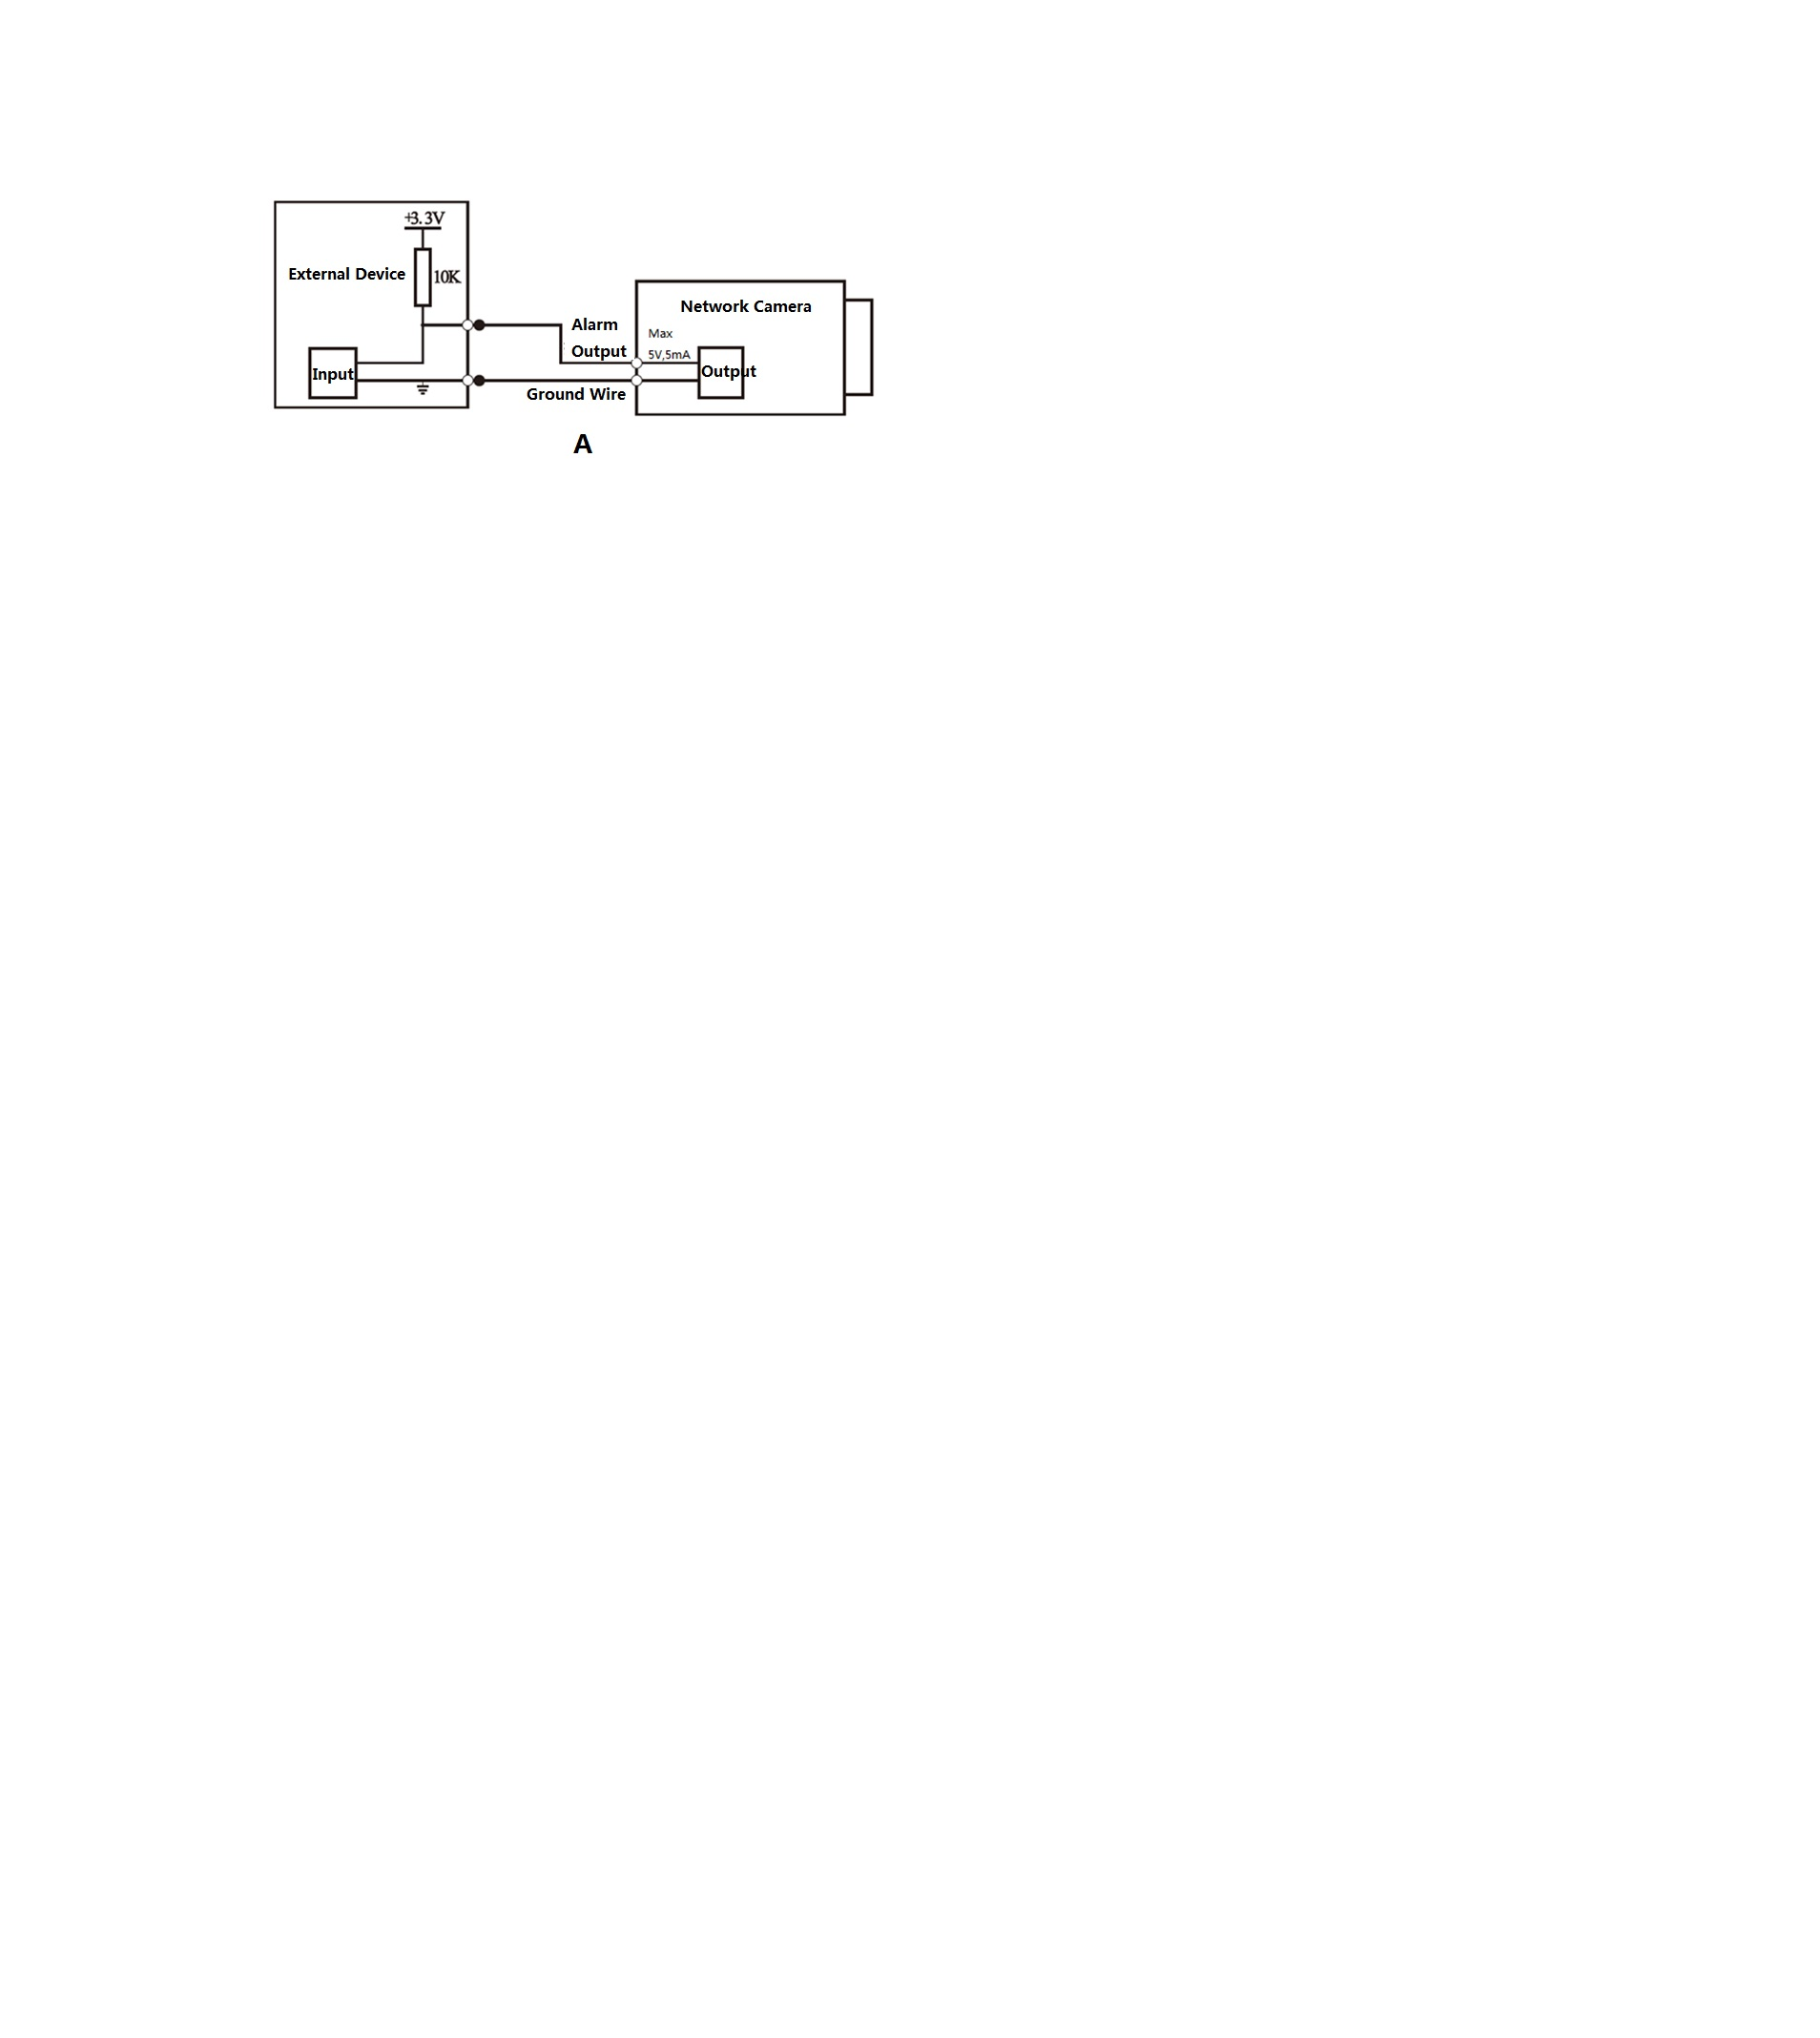 +3.3V
External Device
10K
Input
Alarm
Output
Ground Wire
Network Camera
Max
5V,5mA
Output
A